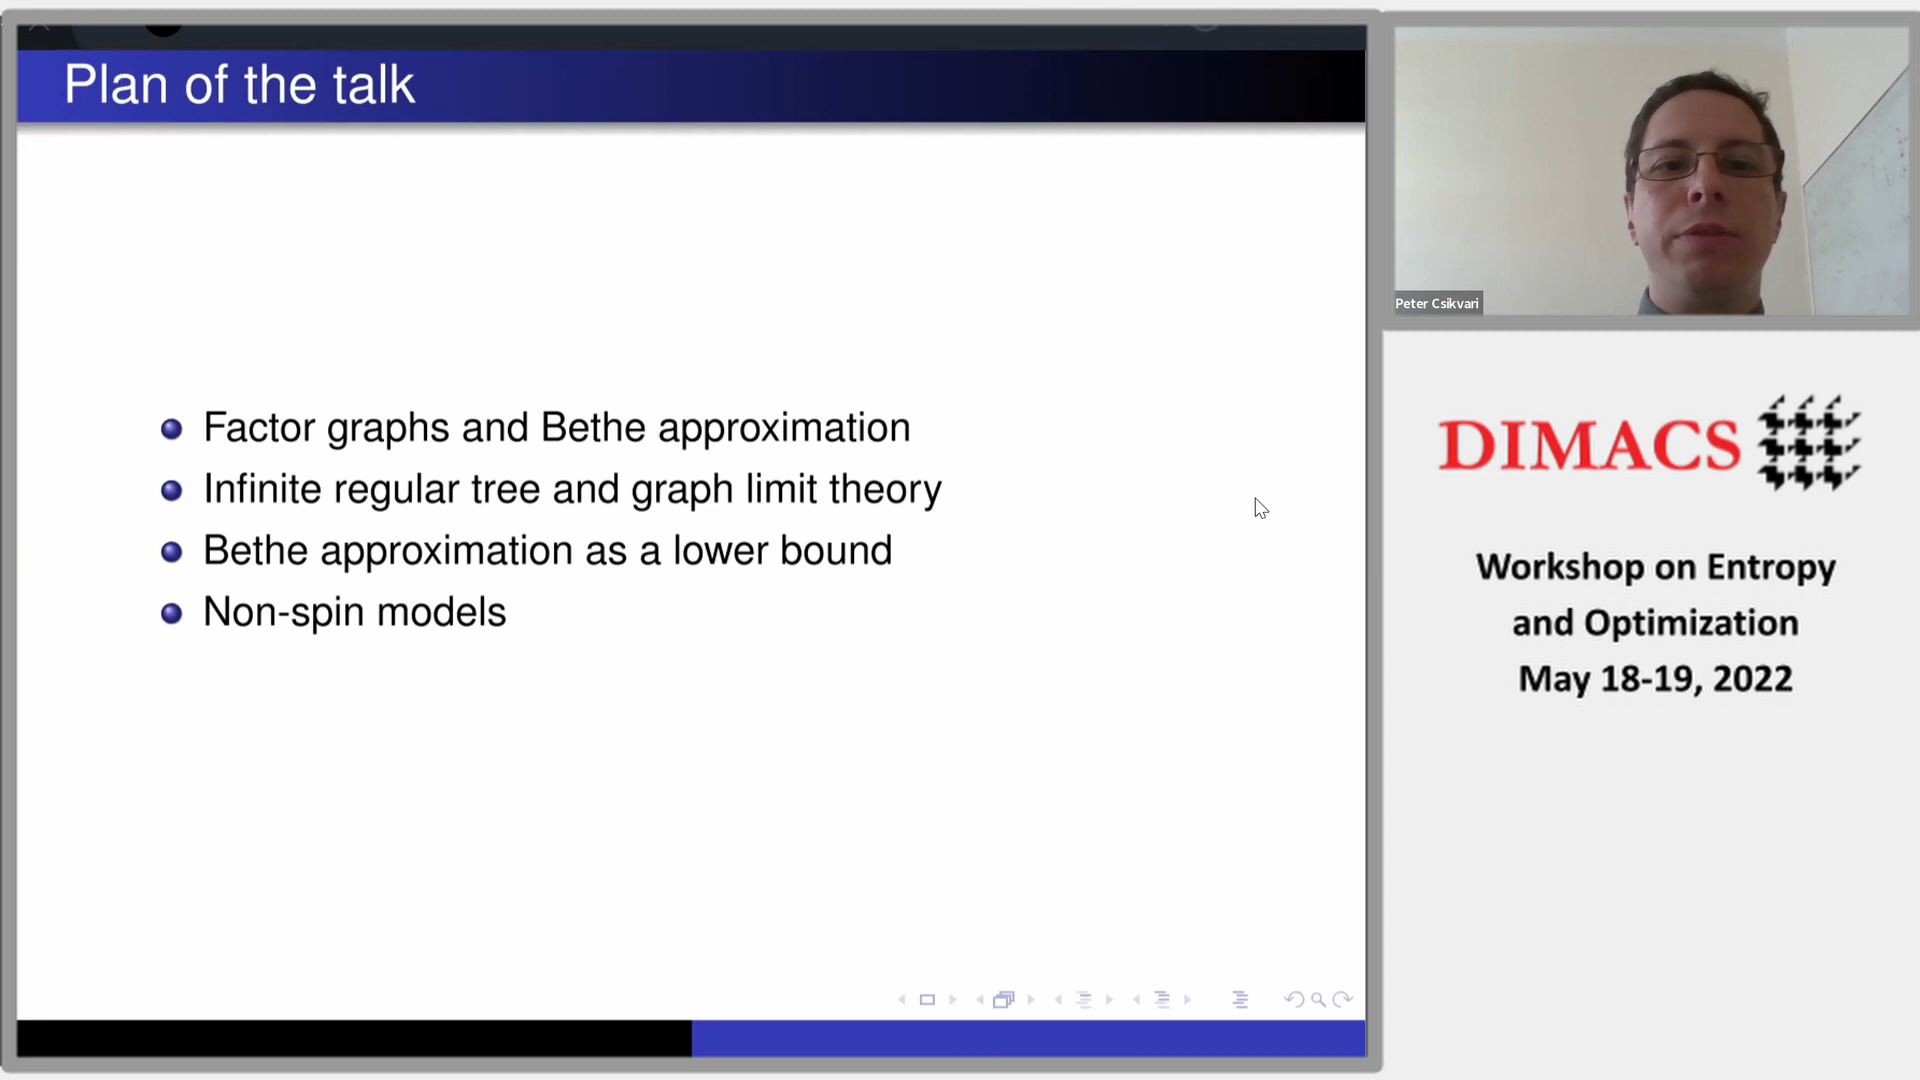 Plan of the talk
Factor graphs and Bethe approximation
Infinite regular tree and graph limit theory
Bethe approximation as a lower bound
Non-spin models
Peter Csikvari
DIMACS
Workshop on Entropy
and Optimization
May 18-19, 2022